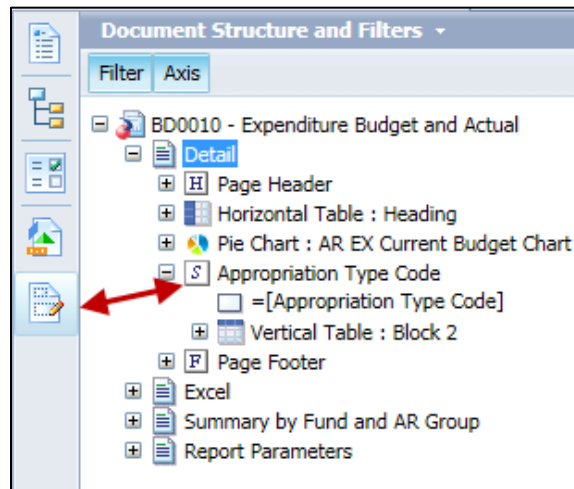 Document Structure and Filters
Filter Axis
BD0010 - Expenditure Budget and Actual
Detail
H Page Header
Horizontal Table : Heading
Pie Chart : AR EX Current Budget Chart
S Appropriation Type Code
=[Appropriation Type Code]
Vertical Table : Block 2
F Page Footer
Excel
Summary by Fund and AR Group
Report Parameters